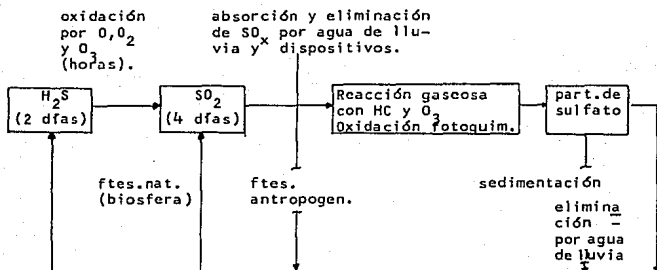 oxidación
por O,O2
y O3
(horas).
absorción y eliminación
de SOx por agua de llu-
via y dispositivos.
H2S
(2 días)
SO2
(4 días)
Reacción gaseosa
con HC y O3
Oxidación fotoquim.
part.de
sulfato
ftes.nat.
(biosfera)
ftes.
antropogen.
sedimentación
elimina
ción -
por agua
de lluvia